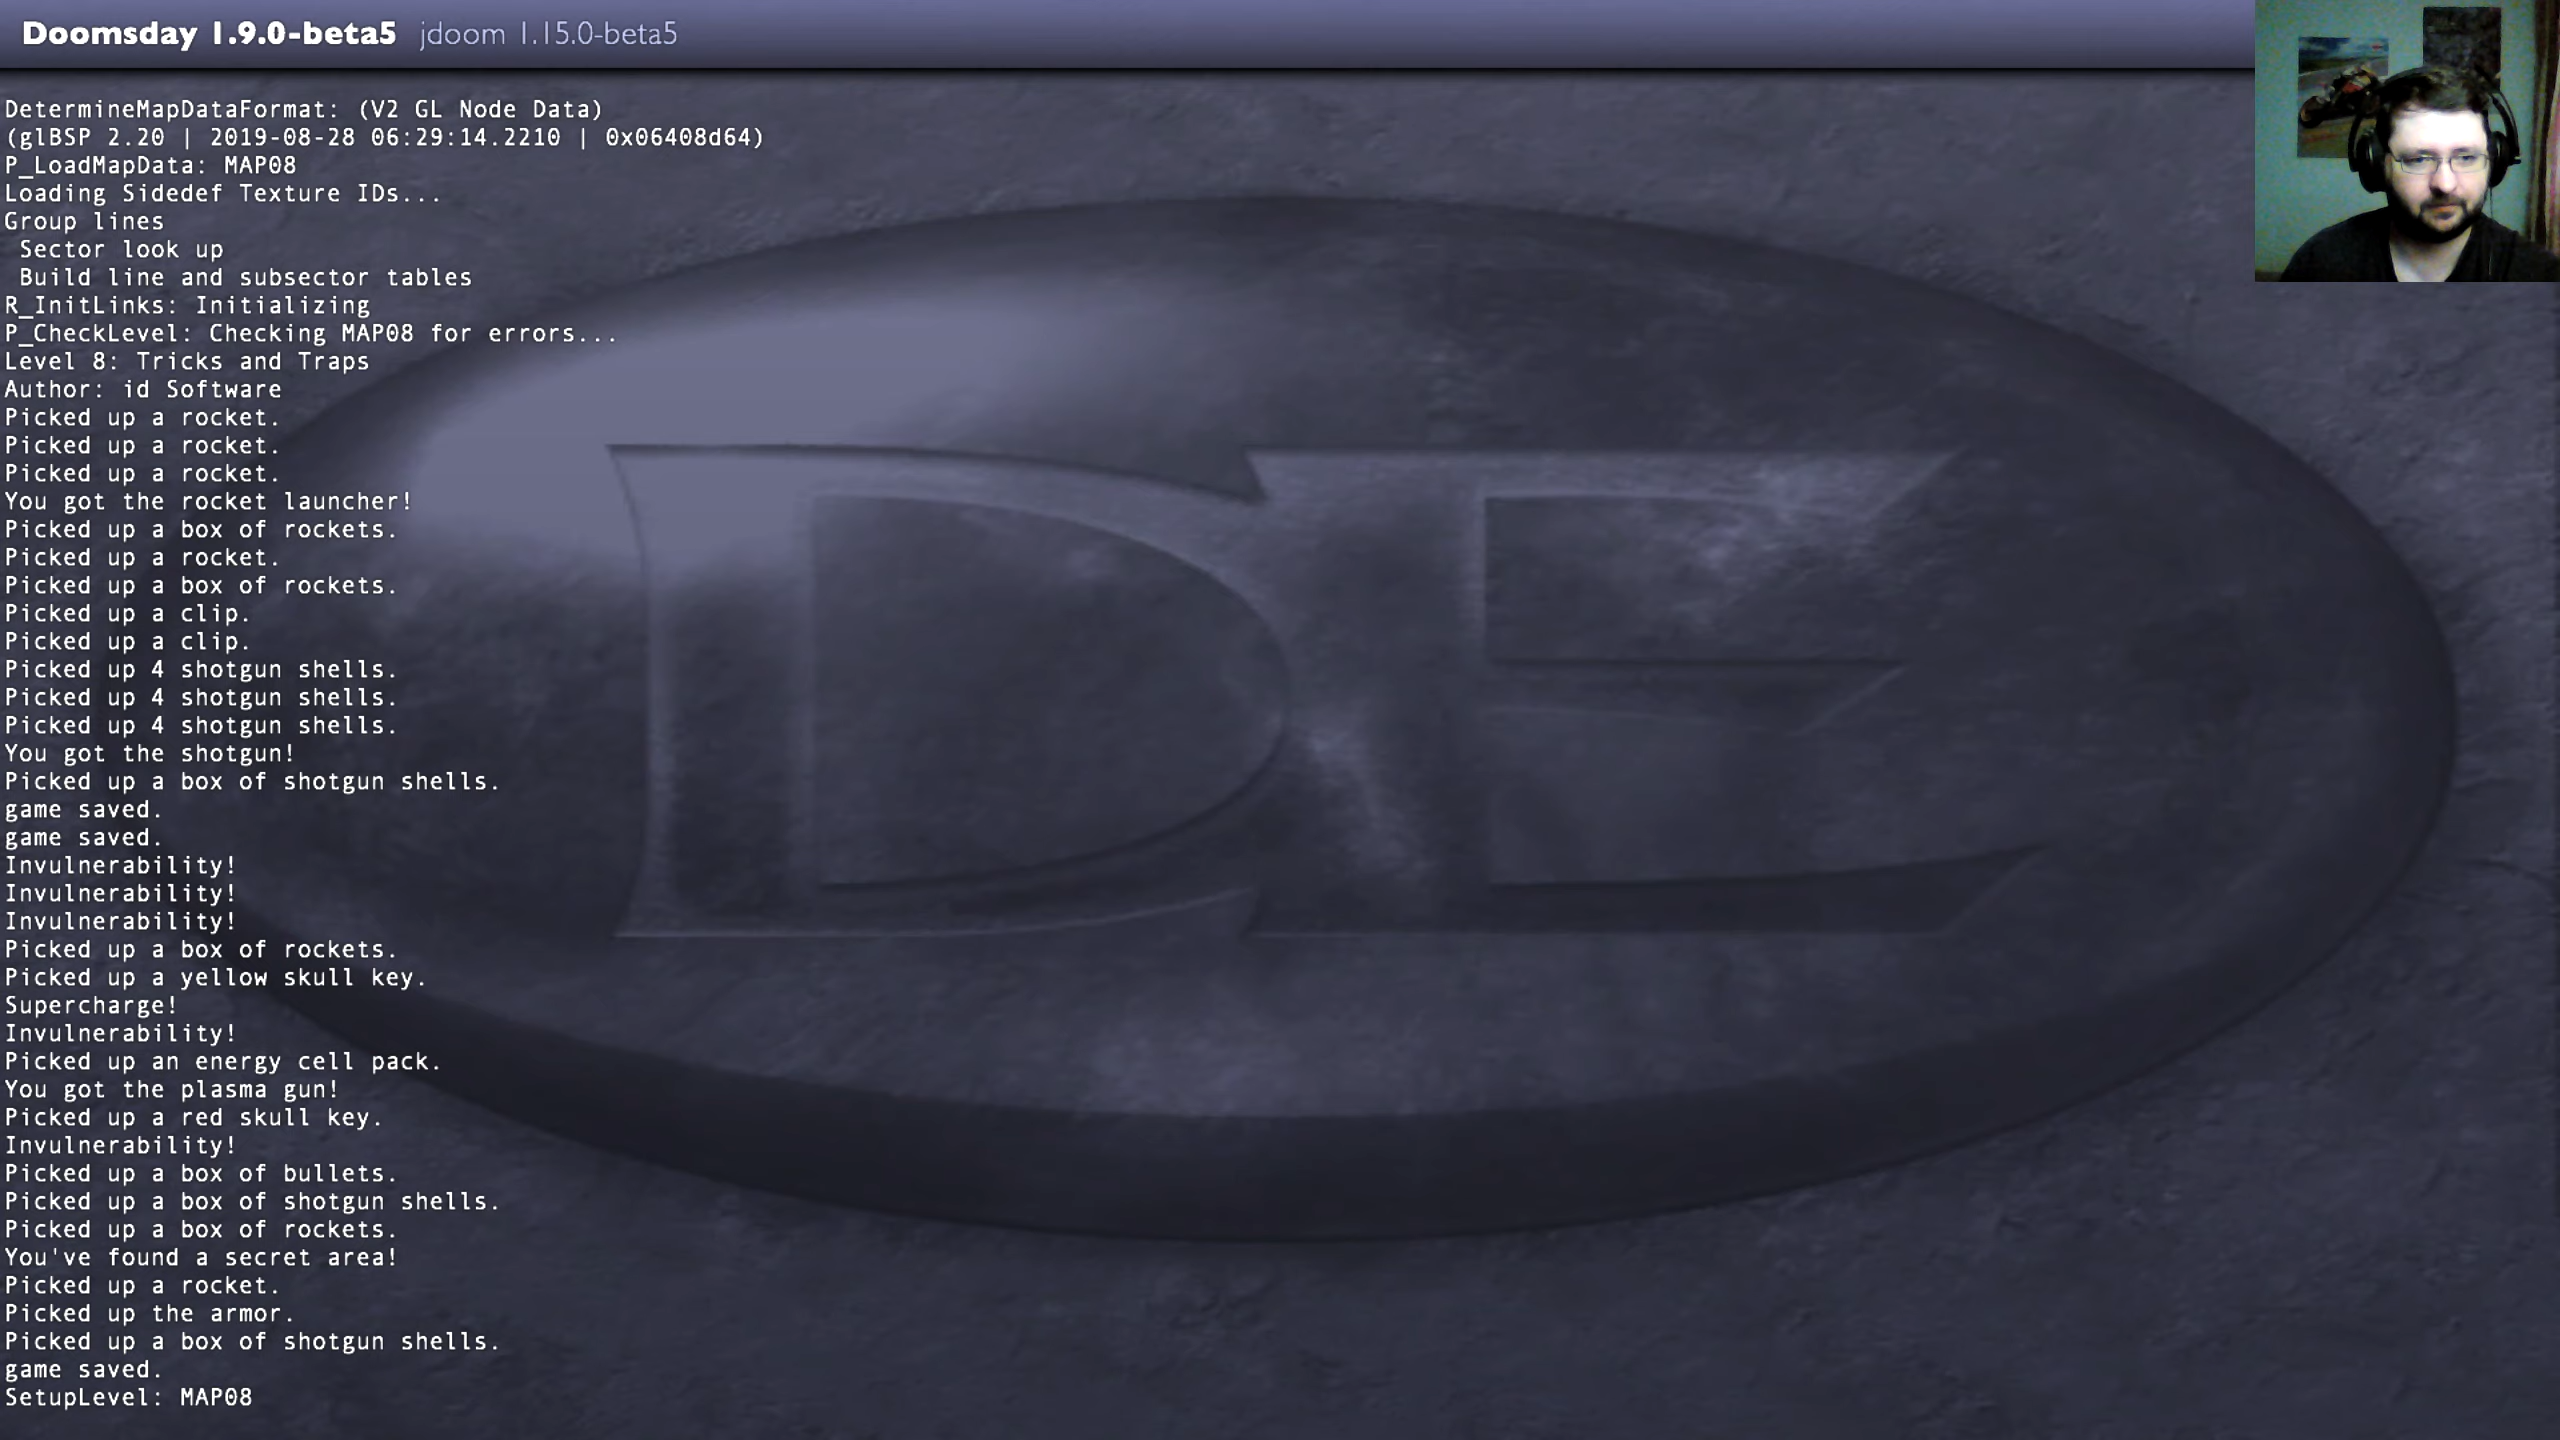 Doomsday 1.9.0-beta5 jdoom 1.15.0-beta5
DetermineMapDataFormat: (V2 GL Node Data)
(glBSP 2.20 | 2019-08-28 06:29:14.2210 | 0x06408d64)
P_LoadMapData: MAP08
Loading Sidedef Texture IDs...
Group lines
Sector look up
Build line and subsector tables
R_InitLinks: Initializing
P_CheckLevel: Checking MAP08 for errors...
Level 8: Tricks and Traps
Author: id Software
Picked up a rocket.
Picked up a rocket.
Picked up a rocket.
You got the rocket launcher!
Picked up a box of rockets.
Picked up a rocket.
Picked up a box of rockets.
Picked up a clip.
Picked up a clip.
Picked up 4 shotgun shells.
Picked up 4 shotgun shells.
Picked up 4 shotgun shells.
You got the shotgun!
Picked up a box of shotgun shells.
game saved.
game saved.
Invulnerability!
Invulnerability!
Invulnerability!
Picked up a box of rockets.
Picked up a yellow skull key.
Supercharge!
Invulnerability!
Picked up an energy cell pack.
You got the plasma gun!
Picked up a red skull key.
Invulnerability!
Picked up a box of bullets.
Picked up a box of shotgun shells.
Picked up a box of rockets.
You've found a secret area!
Picked up a rocket.
Picked up the armor.
Picked up a box of shotgun shells.
game saved.
SetupLevel: MAP08
DE